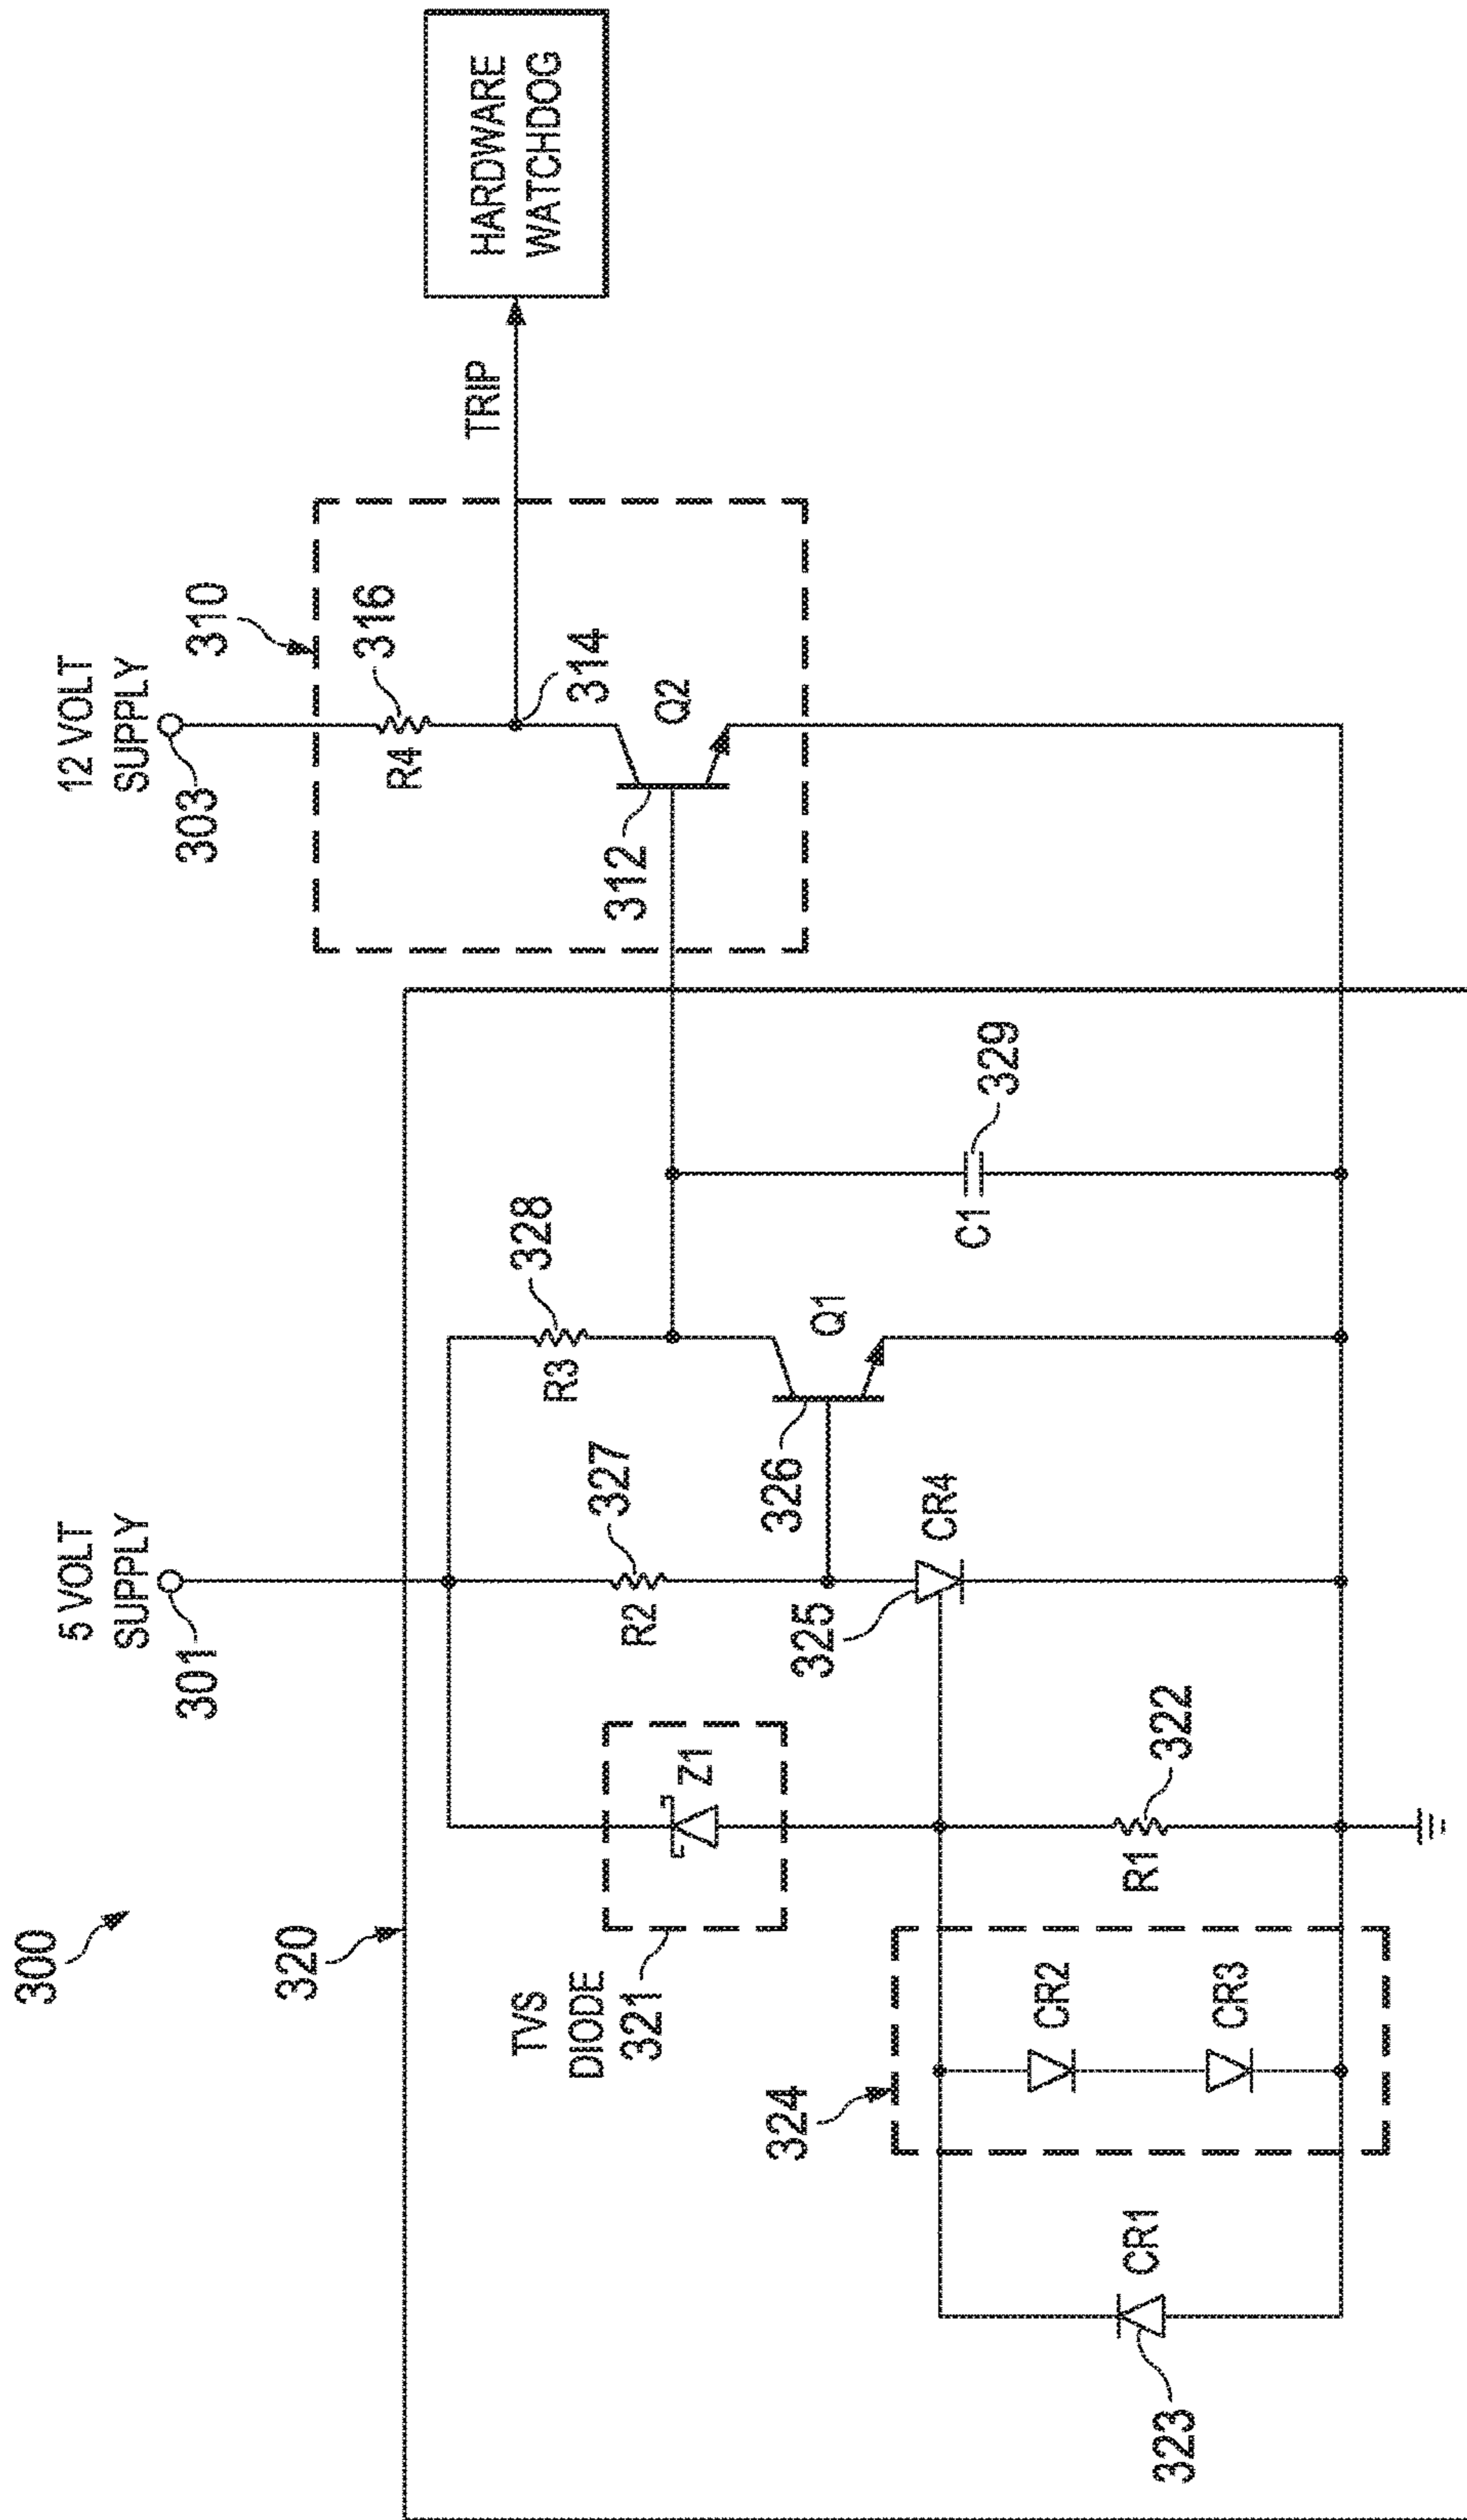 300
5 VOLT
SUPPLY
301
12 VOLT
SUPPLY
303
310
316
R4
314
TRIP
HARDWARE
WATCHDOG
Q2
312
320
TVS
DIODE
321
Z1
327
R2
328
R3
326
Q1
325
CR4
324
CR2
CR3
323
CR1
322
R1
329
C1